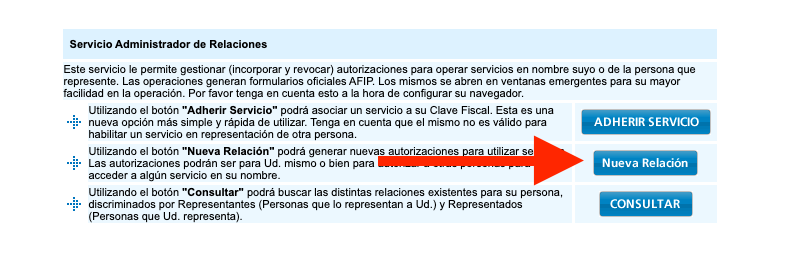 Servicio Administrador de Relaciones
Este servicio le permite gestionar (incorporar y revocar) autorizaciones para operar servicios en nombre suyo o de la persona que
represente. Las operaciones generan formularios oficiales AFIP. Los mismos se abren en ventanas emergentes para su mayor
facilidad en la operación. Por favor tenga en cuenta esto a la hora de configurar su navegador.
Utilizando el botón "Adherir Servicio" podrá asociar un servicio a su Clave Fiscal. Esta es una
nueva opción más simple y rápida de utilizar. Tenga en cuenta que el mismo no es válido para
habilitar un servicio en representación de otra persona.
ADHERIR SERVICIO
Utilizando el botón "Nueva Relación" podrá generar nuevas autorizaciones para utilizar
Las autorizaciones podrán ser para Ud. mismo o bien para
acceder a algún servicio en su nombre.
Nueva Relación
Utilizando el botón "Consultar" podrá buscar las distintas relaciones existentes para su persona,
discriminados por Representantes (Personas que lo representan a Ud.) y Representados
(Personas que Ud. representa).
CONSULTAR